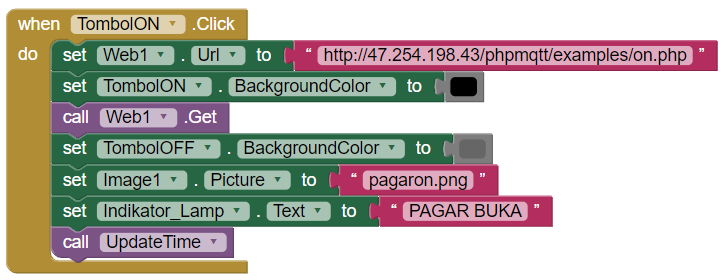 when TombolON .Click
do set Web1 . Url to " http://47.254.198.43/phpmqtt/examples/on.php "
set TombolON . BackgroundColor to
call Web1 .Get
set TombolOFF . BackgroundColor to
set Image1 . Picture to " pagaron.png "
set Indikator_Lamp . Text to " PAGAR BUKA "
call UpdateTime